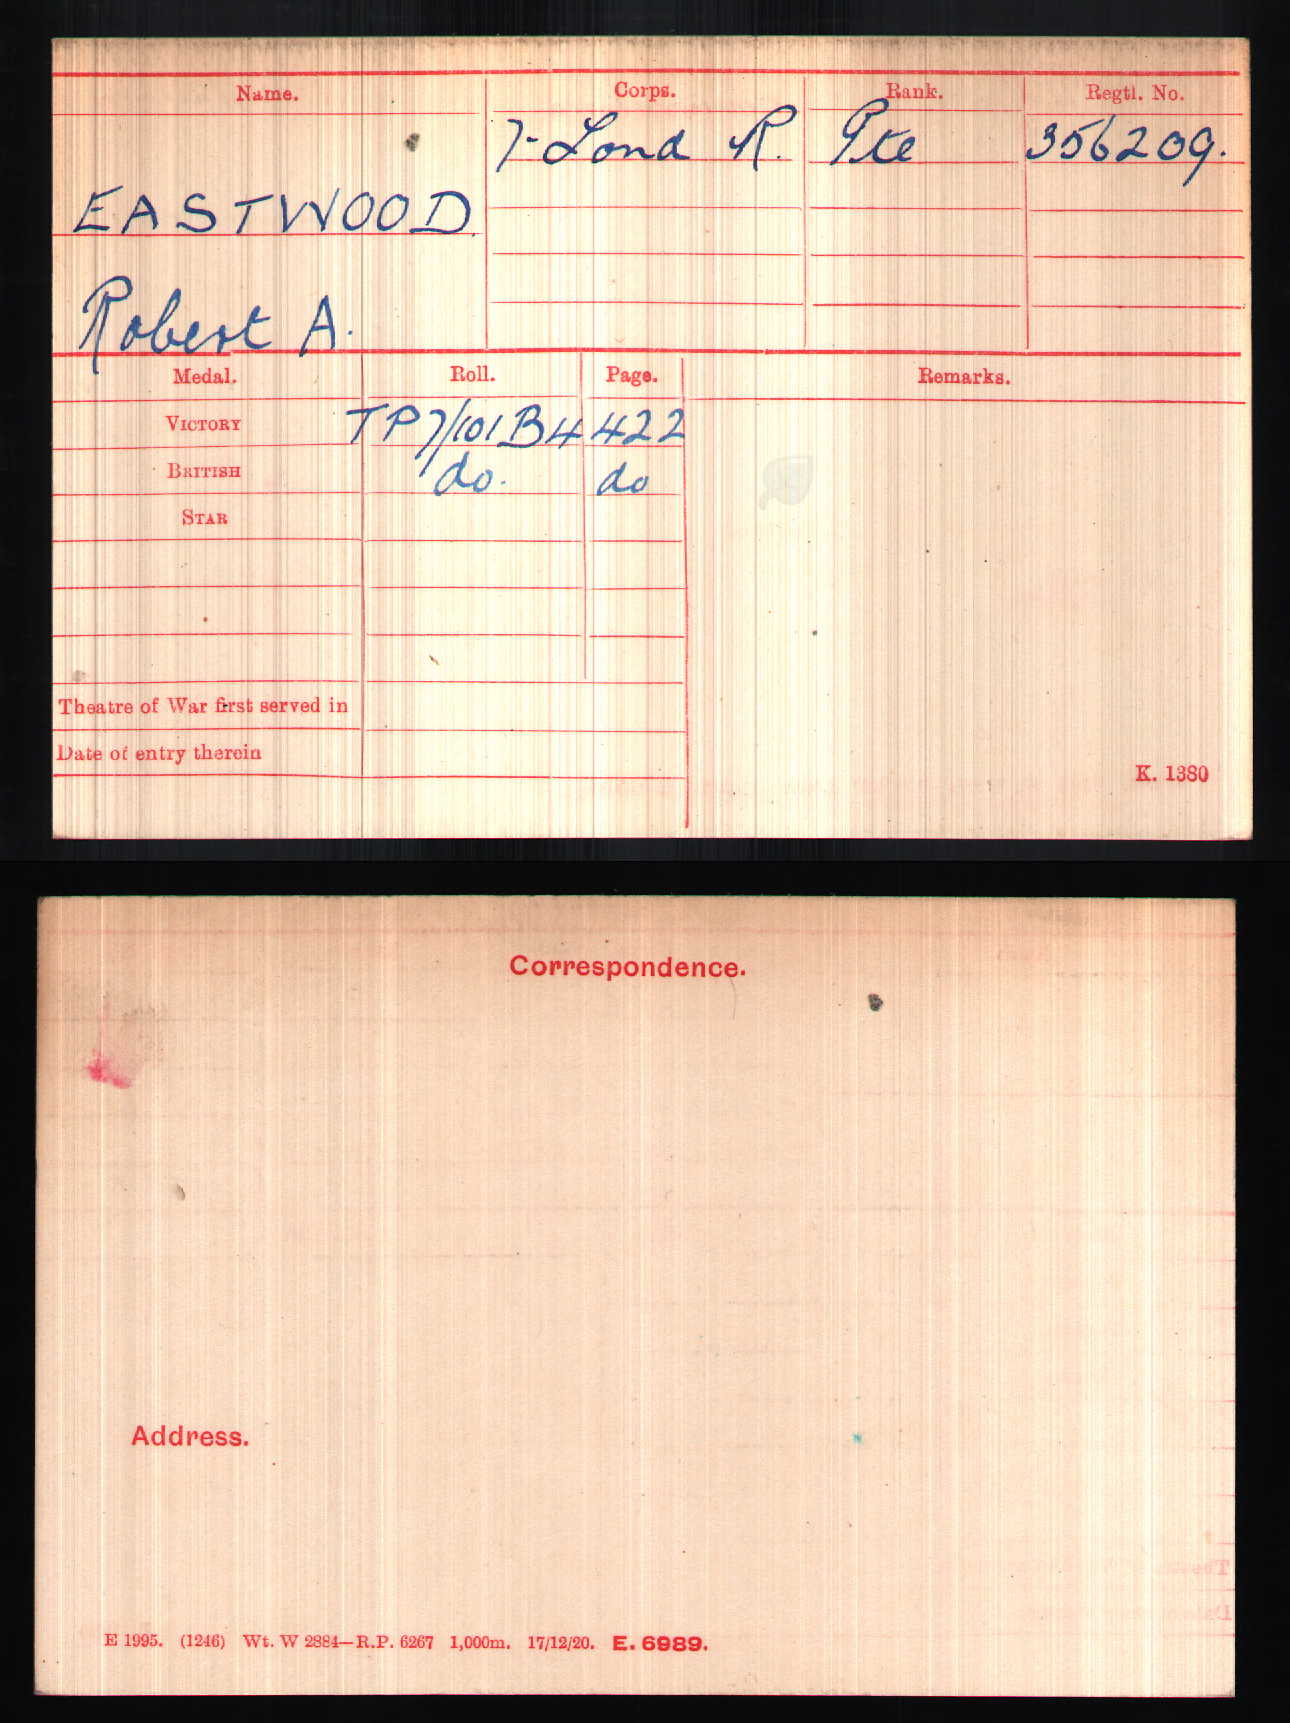 Name. Corps. Rank. Regtl. No.
7-Lond R. Pte 356209.
EASTWOOD.
Robert A.
Medal. Roll. Page. Remarks.
VICTORY TP7/101B4 422
BRITISH do. do
STAR
Theatre of War first served in
Date of entry therein
K. 1380
Correspondence.
Address.
E 1995. (1246) Wt. W 2884—R.P. 6267 1,000m. 17/12/20. E. 6989.